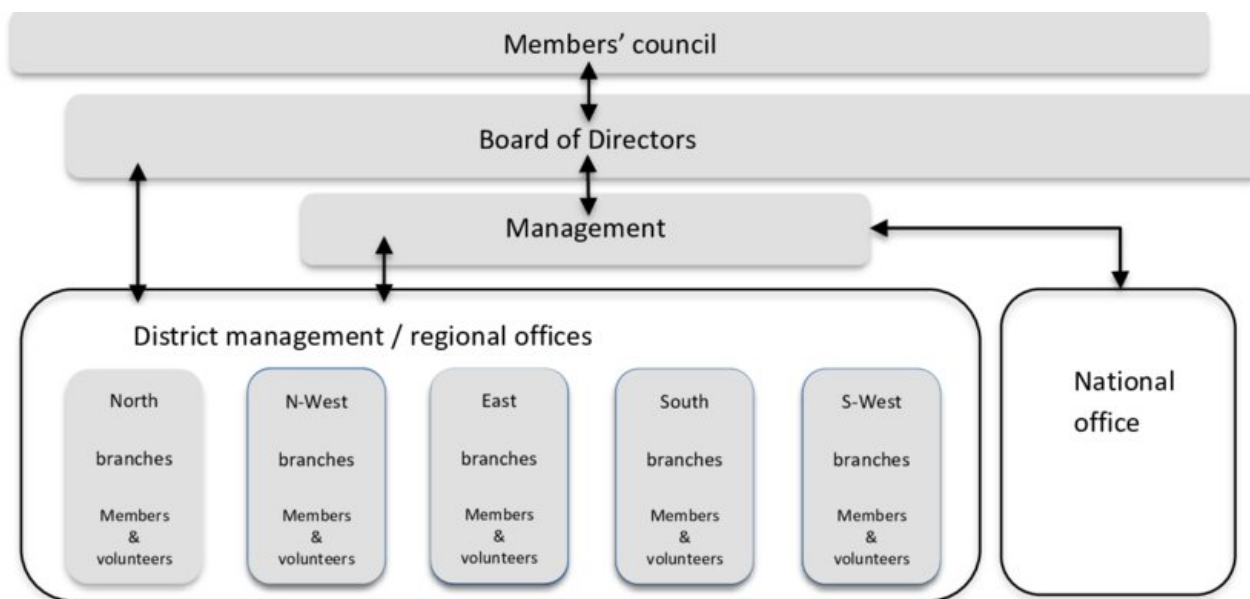 Members’ council
Board of Directors
Management
District management / regional offices
North
branches
Members
&
volunteers
N-West
branches
Members
&
volunteers
East
branches
Members
&
volunteers
South
branches
Members
&
volunteers
S-West
branches
Members
&
volunteers
National
office